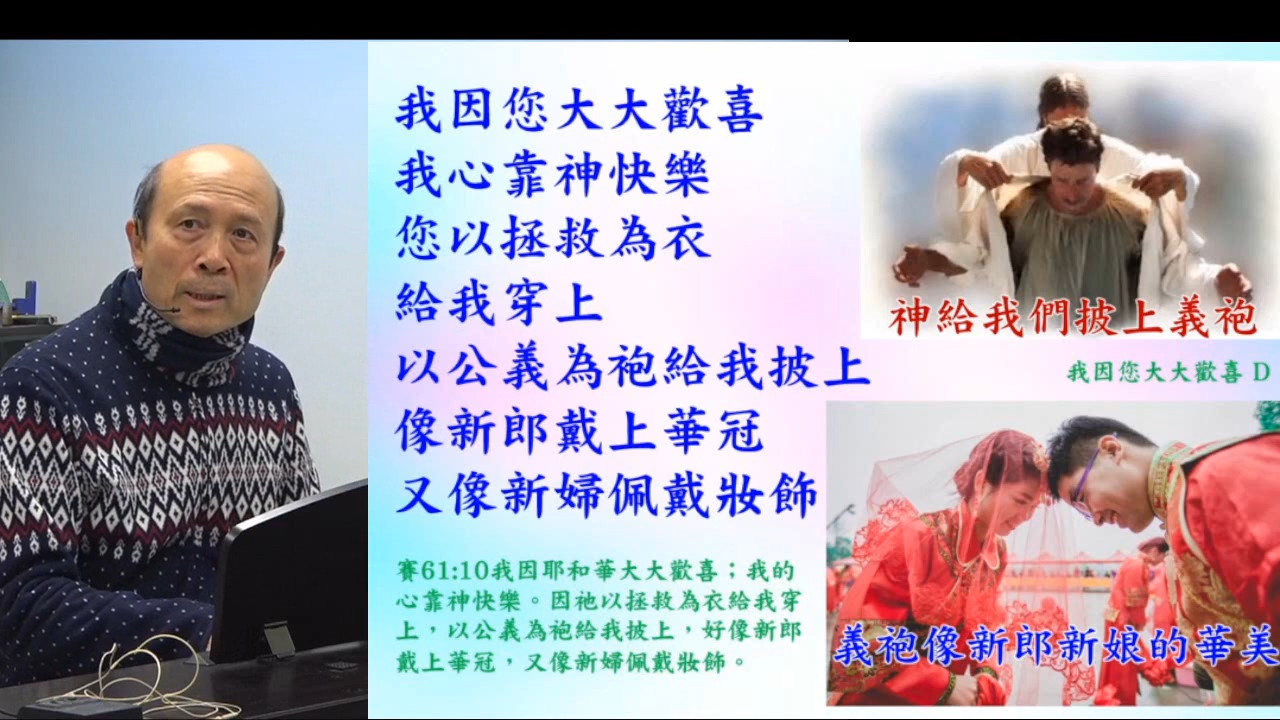 我因您大大歡喜
我心靠神快樂
您以拯救為衣
給我穿上
以公義為袍給我披上
像新郎戴上華冠
又像新婦佩戴妝飾
賽61:10我因耶和華大大歡喜；我的
心靠神快樂。因祂以拯救為衣給我穿
上，以公義為袍給我披上，好像新郎
戴上華冠，又像新婦佩戴妝飾。
神給我們披上義袍
我因您大大歡喜 D
義袍像新郎新娘的華美